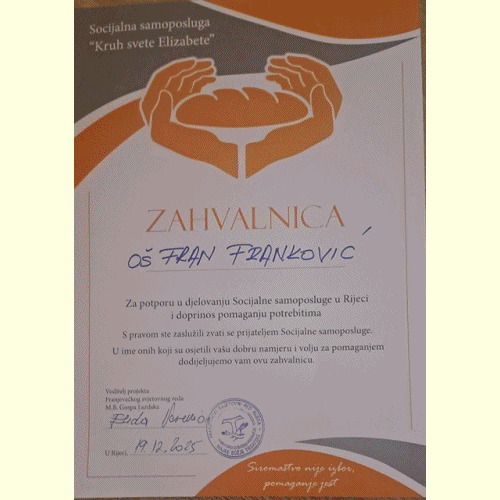 Socijalna samoposluga
"Kruh svete Elizabete"
ZAHVALNICA
OŠ FRAN FRANKOVIĆ
Za potporu u djelovanju Socijalne samoposluge u Rijeci
i doprinos pomaganju potrebitima
S pravom ste zaslužili zvati se prijateljem Socijalne samoposluge.
U ime onih koji su osjetili vašu dobru namjeru i volju za pomaganjem
dodijeljujemo vam ovu zahvalnicu.
Voditelj projekta
Franjevačkog svjetovnog reda
M.B. Gospa Lurdska
U Rijeci, 19.12.2025
Siromaštvo nije izbor,
pomaganje jest